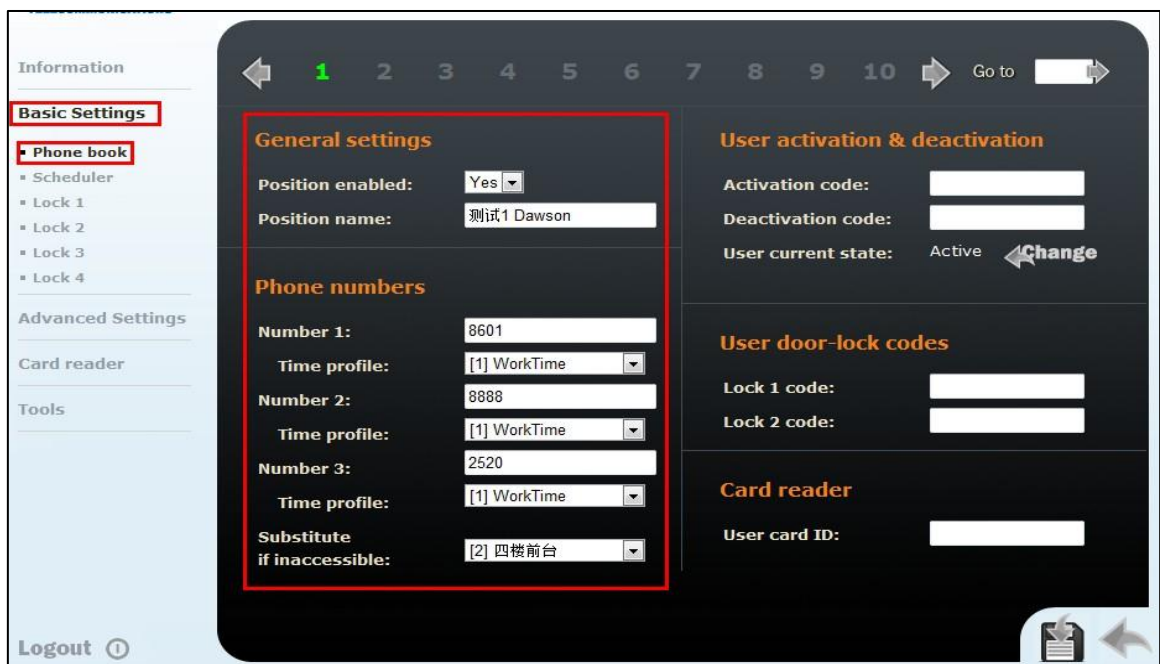 Information
Basic Settings
Phone book
Scheduler
Lock 1
Lock 2
Lock 3
Lock 4
Advanced Settings
Card reader
Tools
Logout
1 2 3 4 5 6 7 8 9 10 Go to
General settings
Position enabled: Yes
Position name: 测试1 Dawson
Phone numbers
Number 1: 8601
Time profile: [1] WorkTime
Number 2: 8888
Time profile: [1] WorkTime
Number 3: 2520
Time profile: [1] WorkTime
Substitute
if inaccessible: [2] 四楼前台
User activation & deactivation
Activation code:
Deactivation code:
User current state: Active Change
User door-lock codes
Lock 1 code:
Lock 2 code:
Card reader
User card ID: